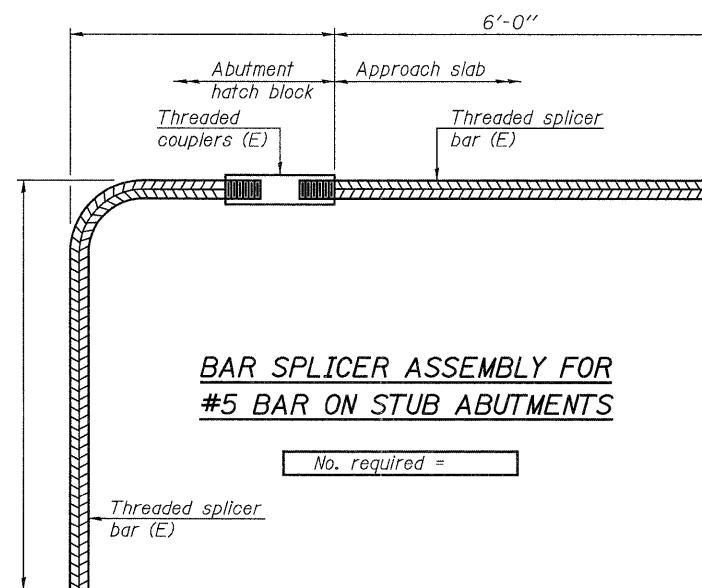 6'-0"
Abutment
hatch block
Approach slab
Threaded
couplers (E)
Threaded splicer
bar (E)
BAR SPLICER ASSEMBLY FOR
#5 BAR ON STUB ABUTMENTS
No. required =
Threaded splicer
bar (E)